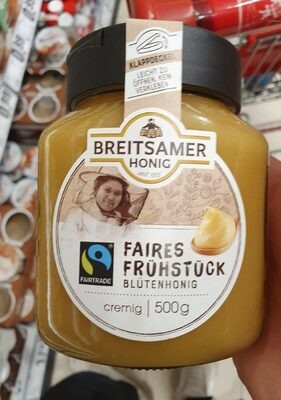 KLAPPDECKEL
LEICHT ZU
ÖFFNEN, KEIN
VERKLEBEN
BREITSAMER
HONIG
FAIRES
FRÜHSTÜCK
BLÜTENHONIG
FAIRTRADE
cremig | 500g